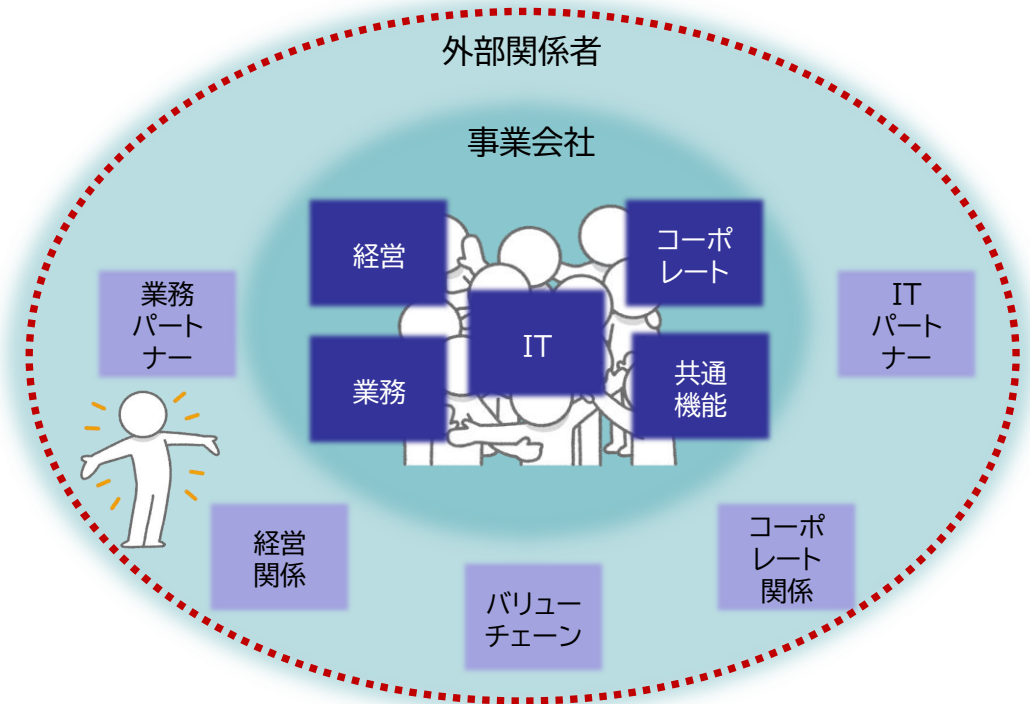 外部関係者
事業会社
経営
コーポ
レート
業務
パート
ナー
IT
パート
ナー
IT
業務
共通
機能
経営
関係
コーポ
レート
関係
バリュー
チェーン